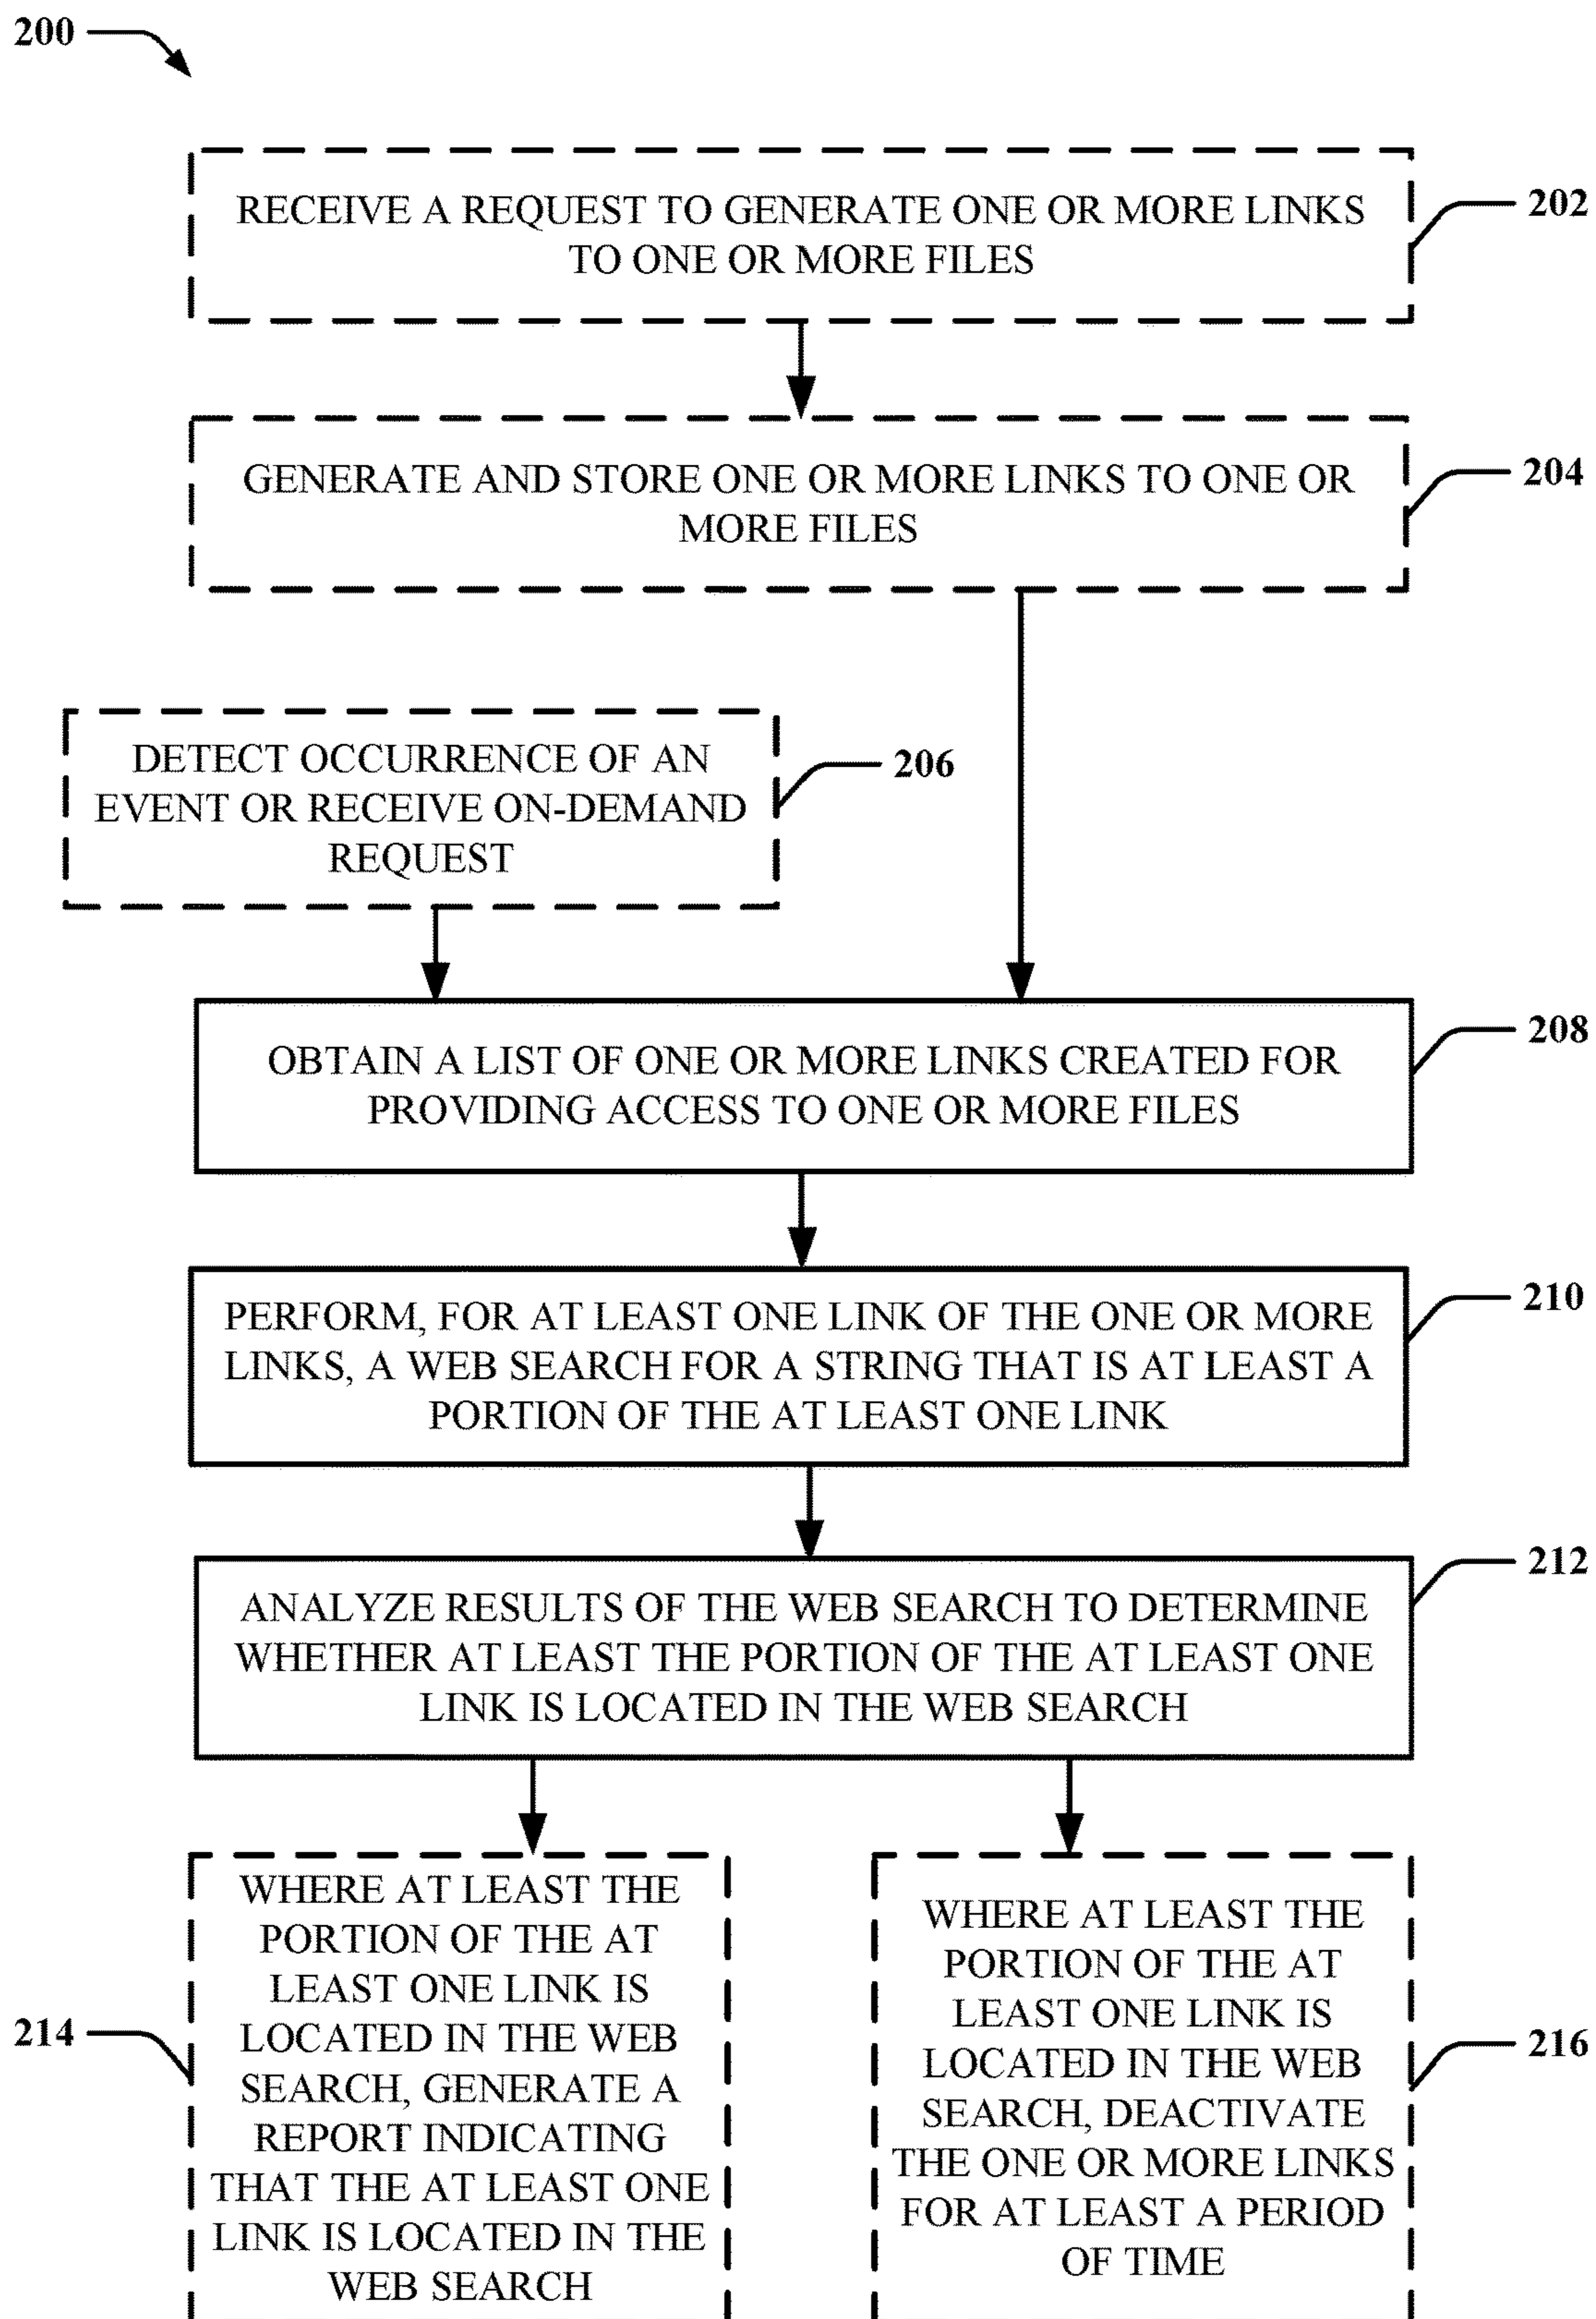 200
RECEIVE A REQUEST TO GENERATE ONE OR MORE LINKS
TO ONE OR MORE FILES
202
GENERATE AND STORE ONE OR MORE LINKS TO ONE OR
MORE FILES
204
DETECT OCCURRENCE OF AN
EVENT OR RECEIVE ON-DEMAND
REQUEST
206
OBTAIN A LIST OF ONE OR MORE LINKS CREATED FOR
PROVIDING ACCESS TO ONE OR MORE FILES
208
PERFORM, FOR AT LEAST ONE LINK OF THE ONE OR MORE
LINKS, A WEB SEARCH FOR A STRING THAT IS AT LEAST A
PORTION OF THE AT LEAST ONE LINK
210
ANALYZE RESULTS OF THE WEB SEARCH TO DETERMINE
WHETHER AT LEAST THE PORTION OF THE AT LEAST ONE
LINK IS LOCATED IN THE WEB SEARCH
212
WHERE AT LEAST THE
PORTION OF THE AT
LEAST ONE LINK IS
LOCATED IN THE WEB
SEARCH, GENERATE A
REPORT INDICATING
THAT THE AT LEAST ONE
LINK IS LOCATED IN THE
WEB SEARCH
214
WHERE AT LEAST THE
PORTION OF THE AT
LEAST ONE LINK IS
LOCATED IN THE WEB
SEARCH, DEACTIVATE
THE ONE OR MORE LINKS
FOR AT LEAST A PERIOD
OF TIME
216